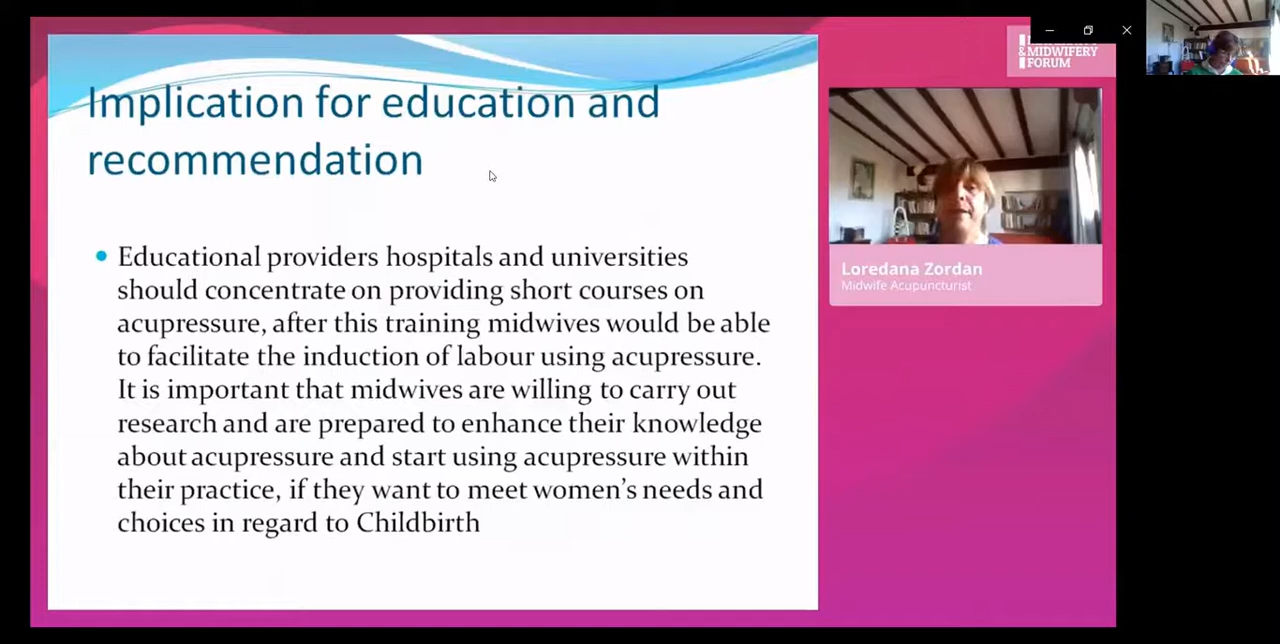 Implication for education and
recommendation
Educational providers hospitals and universities
should concentrate on providing short courses on
acupressure, after this training midwives would be able
to facilitate the induction of labour using acupressure.
It is important that midwives are willing to carry out
research and are prepared to enhance their knowledge
about acupressure and start using acupressure within
their practice, if they want to meet women's needs and
choices in regard to Childbirth
& MIDWIFERY
FORUM
Loredana Zordan
Midwife Acupuncturist